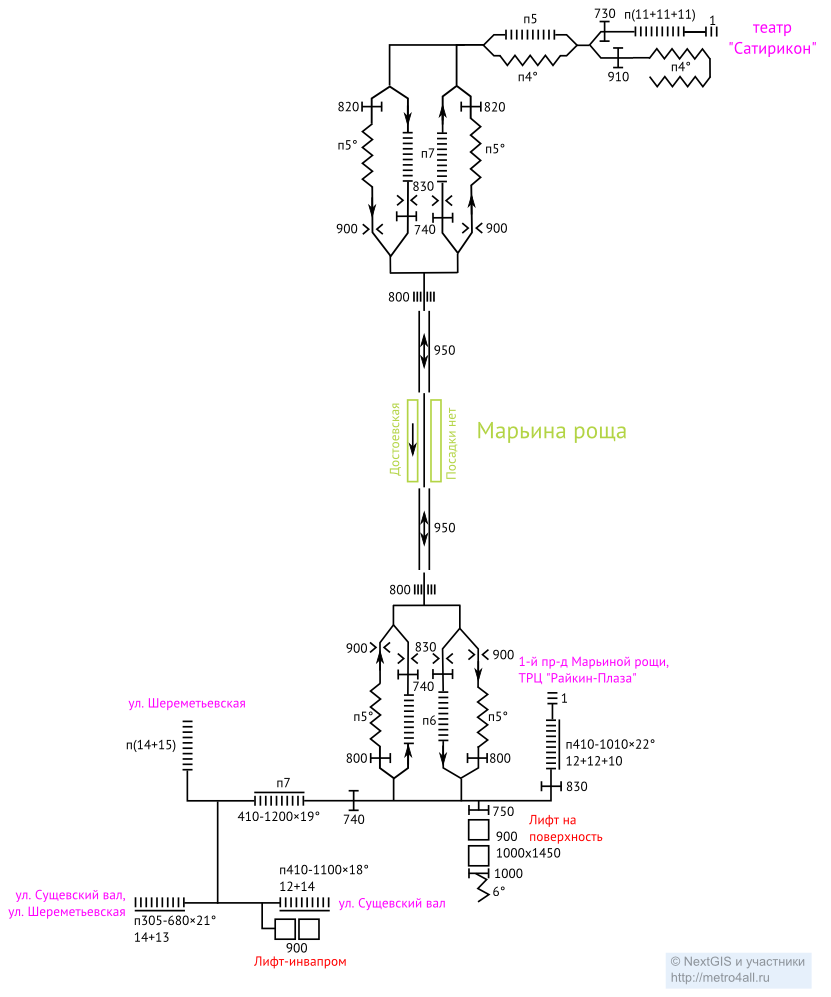 п5
730
п(11+11+11)
1
театр
"Сатирикон"
п4°
910
п4°
820
820
п5°
п7
п5°
830
900
740
900
800
950
Достоевская
Посадки нет
Марьина роща
950
800
900
830
900
1-й пр-д Марьиной рощи,
ТРЦ "Райкин-Плаза"
740
1
ул. Шереметьевская
п5°
п6
п5°
п(14+15)
п410-1010×22°
12+12+10
800
800
п7
830
410-1200×19°
740
750
Лифт на
поверхность
900
1000х1450
п410-1100×18°
12+14
1000
6°
ул. Сущевский вал,
ул. Шереметьевская
ул. Сущевский вал
п305-680×21°
14+13
900
Лифт-инвапром
© NextGIS и участники
http://metro4all.ru